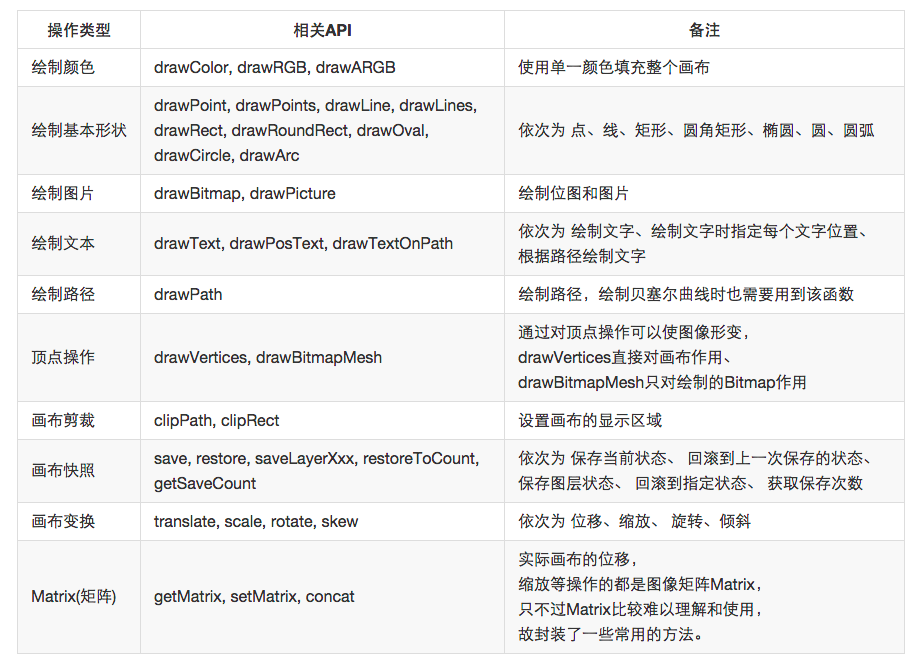 操作类型 相关API 备注
绘制颜色 drawColor, drawRGB, drawARGB 使用单一颜色填充整个画布
绘制基本形状 drawPoint, drawPoints, drawLine, drawLines,
drawRect, drawRoundRect, drawOval,
drawCircle, drawArc
依次为 点、线、矩形、圆角矩形、椭圆、圆、圆弧
绘制图片 drawBitmap, drawPicture 绘制位图和图片
绘制文本 drawText, drawPosText, drawTextOnPath 依次为 绘制文字、绘制文字时指定每个文字位置、
根据路径绘制文字
绘制路径 drawPath 绘制路径，绘制贝塞尔曲线时也需要用到该函数
顶点操作 drawVertices, drawBitmapMesh 通过对顶点操作可以使图像形变，
drawVertices直接对画布作用、
drawBitmapMesh只对绘制的Bitmap作用
画布剪裁 clipPath, clipRect 设置画布的显示区域
画布快照 save, restore, saveLayerXxx, restoreToCount,
getSaveCount
依次为 保存当前状态、 回滚到上一次保存的状态、
保存图层状态、 回滚到指定状态、 获取保存次数
画布变换 translate, scale, rotate, skew 依次为 位移、缩放、 旋转、倾斜
Matrix(矩阵) getMatrix, setMatrix, concat 实际画布的位移，
缩放等操作的都是图像矩阵Matrix，
只不过Matrix比较难以理解和使用，
故封装了一些常用的方法。